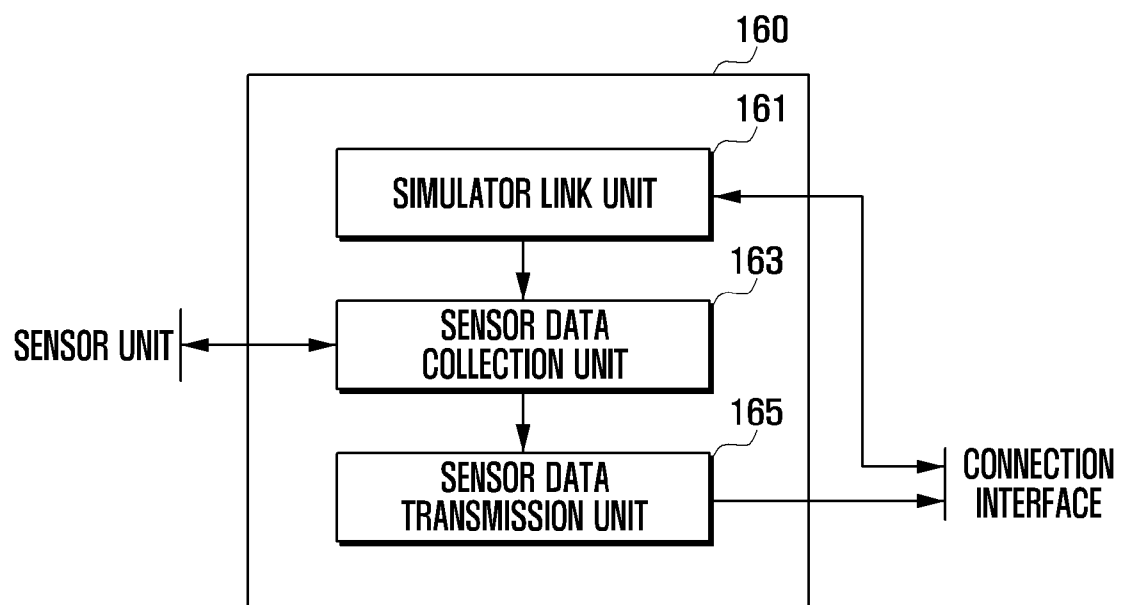 160
161
SIMULATOR LINK UNIT
163
SENSOR DATA
COLLECTION UNIT
SENSOR UNIT
165
SENSOR DATA
TRANSMISSION UNIT
CONNECTION
INTERFACE